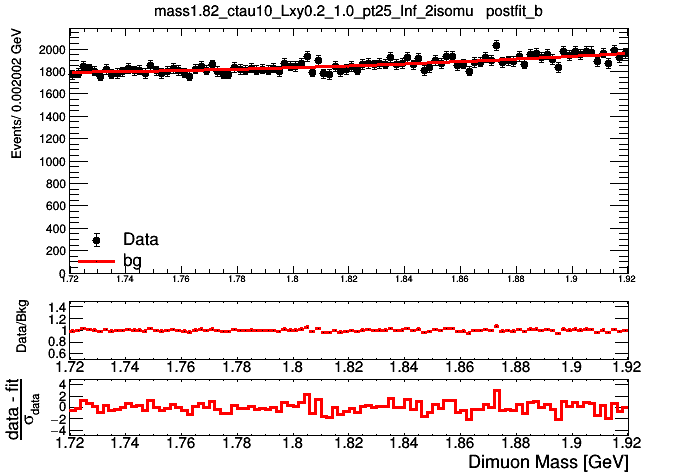 mass1.82_ctau10_Lxy0.2_1.0_pt25_Inf_2isomu postfit_b
Events/ 0.002002 GeV
2000
1800
1600
1400
1200
1000
800
600
400
200
0
Data
bg
1.72 1.74 1.76 1.78 1.8 1.82 1.84 1.86 1.88 1.9 1.92
Data/Bkg
1.4
1.2
1
0.8
0.6
1.72 1.74 1.76 1.78 1.8 1.82 1.84 1.86 1.88 1.9 1.92
data - fit
σdata
4
2
0
−2
−4
1.72 1.74 1.76 1.78 1.8 1.82 1.84 1.86 1.88 1.9 1.92
Dimuon Mass [GeV]